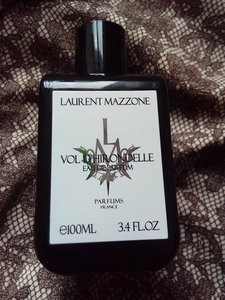 LAURENT MAZZONE
L
M
VOL D'HIRONDELLE
EAU DE PARFUM
PARFUMS
FRANCE
℮100ML 3.4 FL.OZ